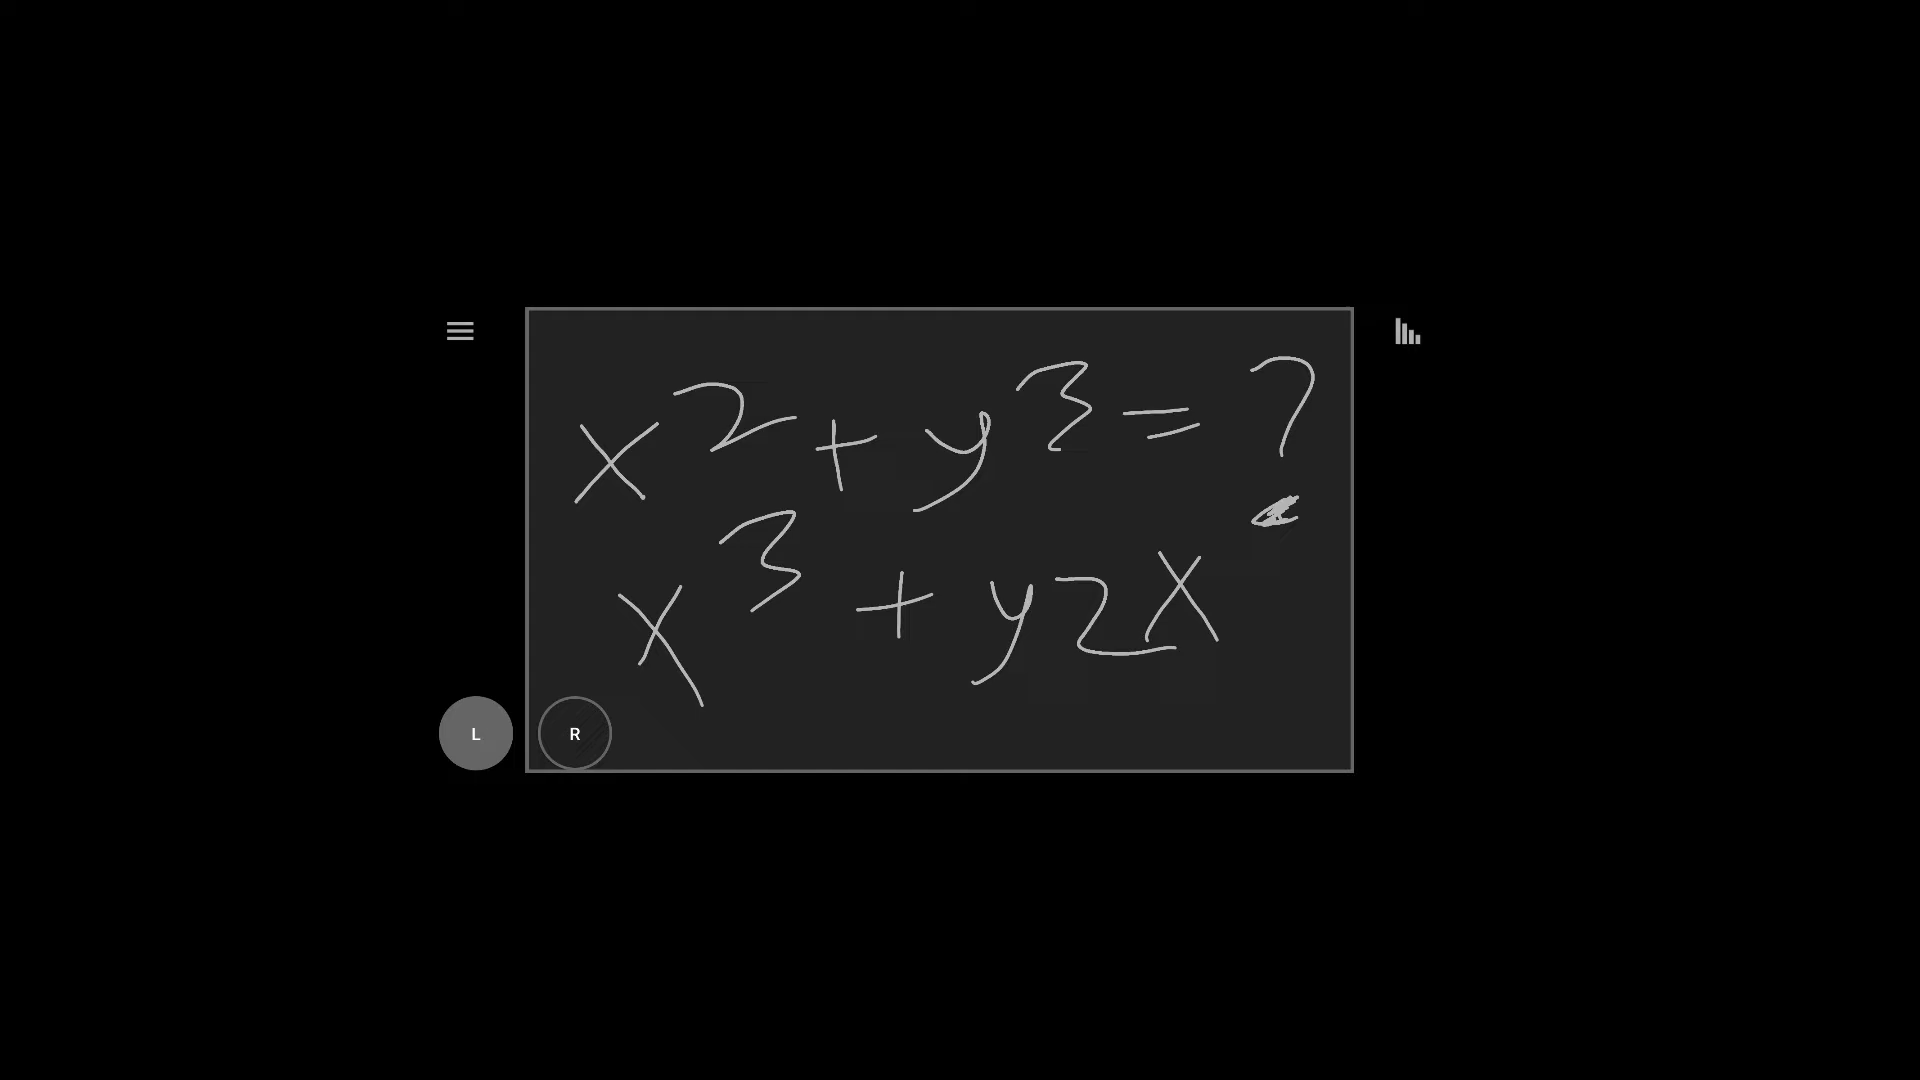 x² + y³ = ?
x³ + y2x
L R